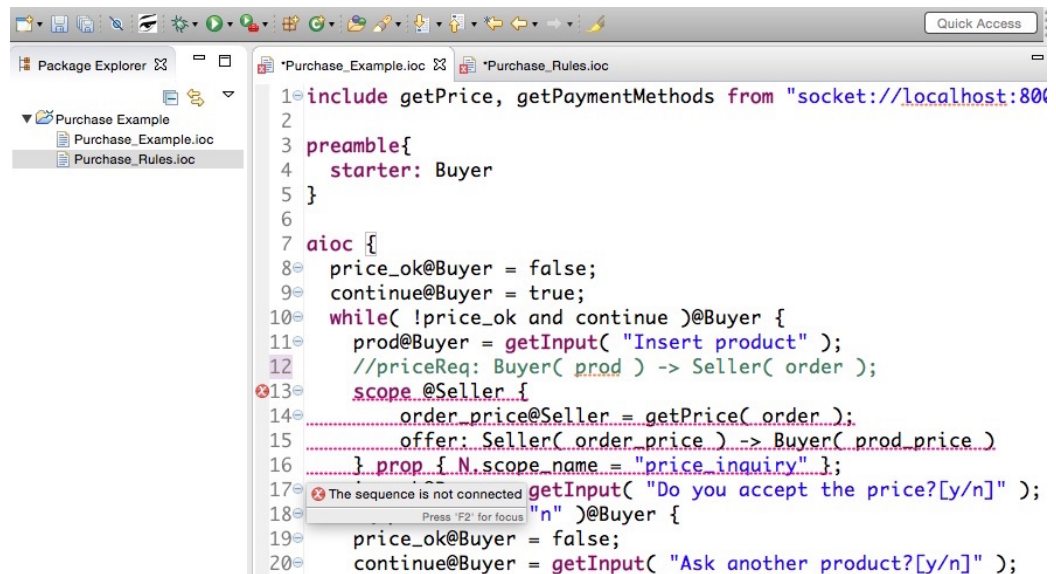 Quick Access
Package Explorer
*Purchase_Example.ioc
*Purchase_Rules.ioc
Purchase Example
Purchase_Example.ioc
Purchase_Rules.ioc
1 include getPrice, getPaymentMethods from "socket://localhost:800
2
3 preamble{
4 starter: Buyer
5 }
6
7 aioc {
8 price_ok@Buyer = false;
9 continue@Buyer = true;
10 while( !price_ok and continue )@Buyer {
11 prod@Buyer = getInput( "Insert product" );
12 //priceReq: Buyer( prod ) -> Seller( order );
13 scope @Seller {
14 order_price@Seller = getPrice( order );
15 offer: Seller( order_price ) -> Buyer( prod_price )
16 } prop { N.scope_name = "price_inquiry" };
17 getInput( "Do you accept the price?[y/n]" );
The sequence is not connected
18 "n" )@Buyer {
Press 'F2' for focus
19 price_ok@Buyer = false;
20 continue@Buyer = getInput( "Ask another product?[y/n]" );